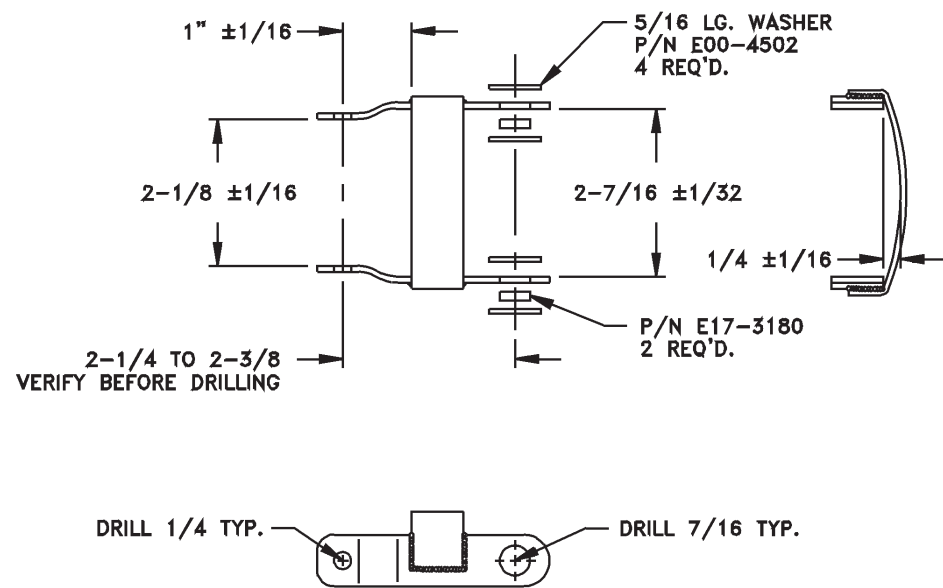 1" ±1/16
5/16 LG. WASHER
P/N E00-4502
4 REQ'D.
2-1/8 ±1/16
2-7/16 ±1/32
1/4 ±1/16
P/N E17-3180
2 REQ'D.
2-1/4 TO 2-3/8
VERIFY BEFORE DRILLING
DRILL 1/4 TYP.
DRILL 7/16 TYP.